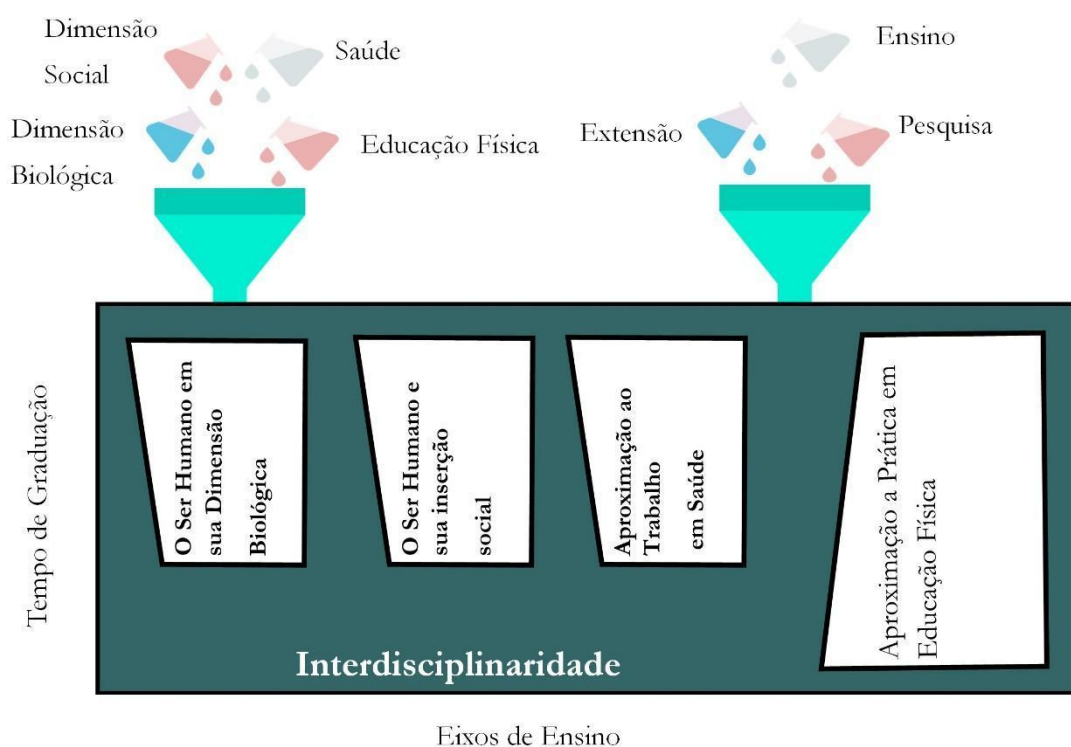 Dimensão
Social
Saúde
Dimensão
Biológica
Educação Física
Ensino
Extensão
Pesquisa
Tempo de Graduação
O Ser Humano em
sua Dimensão
Biológica
O Ser Humano e
sua inserção
social
Aproximação ao
Trabalho
em Saúde
Aproximação a Prática em
Educação Física
Interdisciplinaridade
Eixos de Ensino